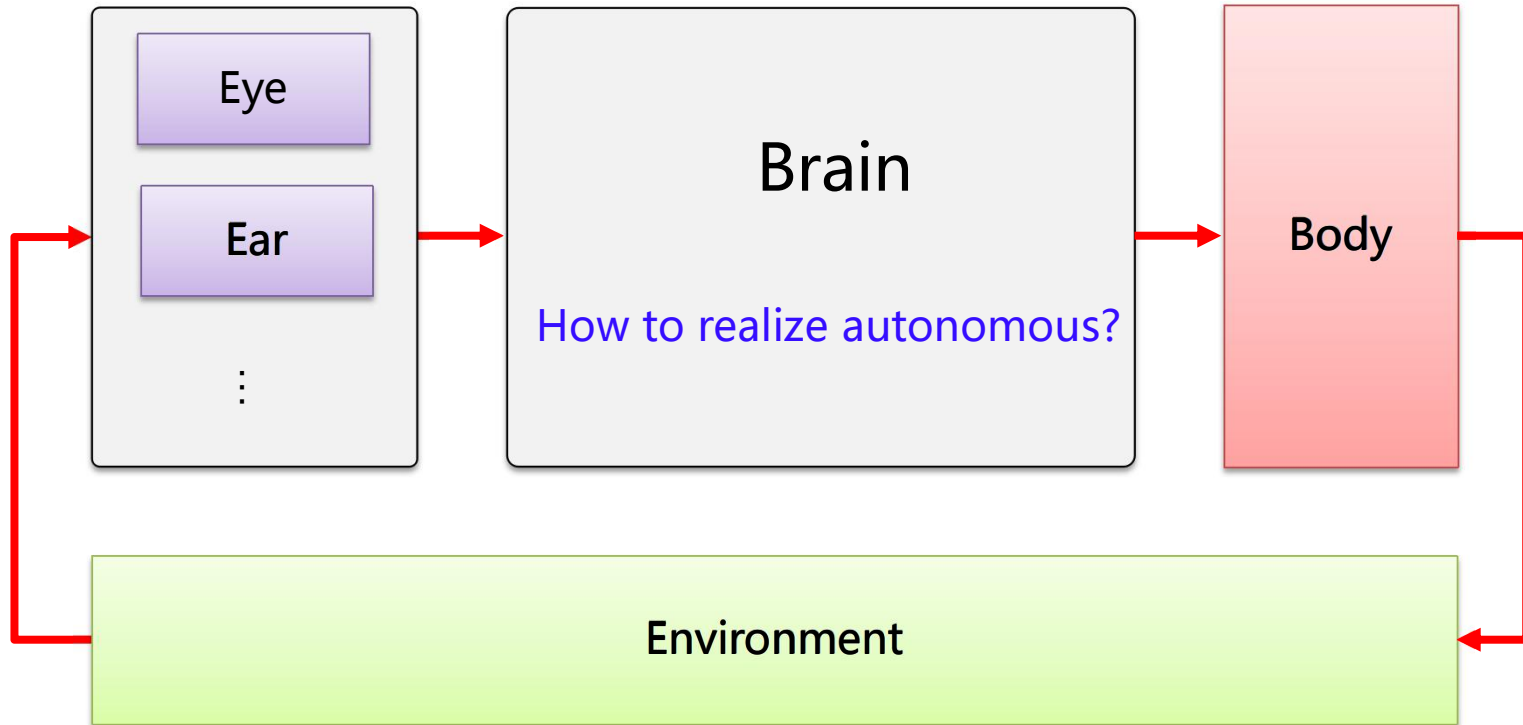 Eye
Ear
⋮
Brain
How to realize autonomous?
Body
Environment